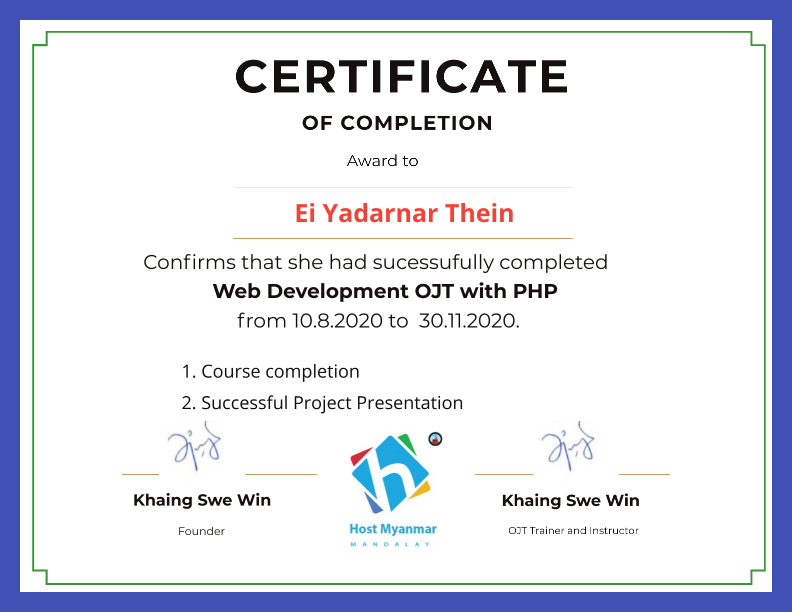 CERTIFICATE
OF COMPLETION
Award to
Ei Yadarnar Thein
Confirms that she had sucessufully completed
Web Development OJT with PHP
from 10.8.2020 to 30.11.2020.
1. Course completion
2. Successful Project Presentation
Khaing Swe Win
Founder
h
Host Myanmar
MANDALAY
Khaing Swe Win
OJT Trainer and Instructor